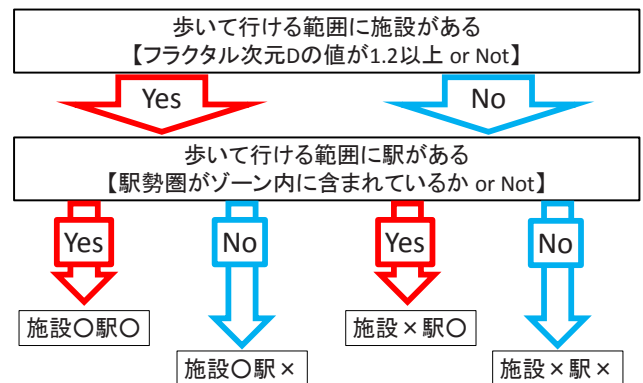 歩いて行ける範囲に施設がある
【フラクタル次元Dの値が1.2以上 or Not】
Yes
No
歩いて行ける範囲に駅がある
【駅勢圏がゾーン内に含まれているか or Not】
Yes
No
Yes
No
施設〇駅〇
施設×駅〇
施設〇駅×
施設×駅×